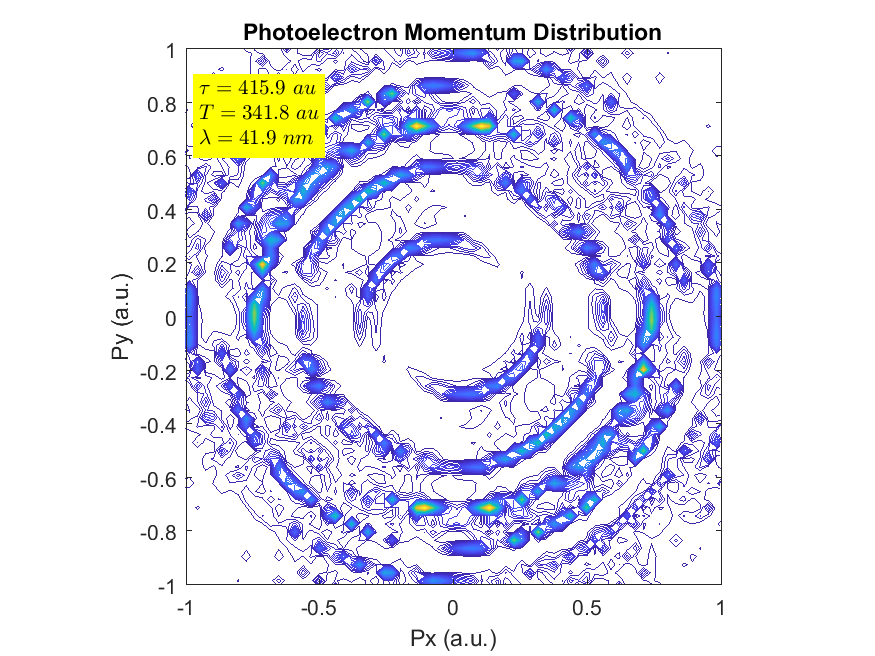 Photoelectron Momentum Distribution
τ = 415.9 au
T = 341.8 au
λ = 41.9 nm
1
0.8
0.6
0.4
0.2
0
-0.2
-0.4
-0.6
-0.8
-1
Py (a.u.)
-1 -0.5 0 0.5 1
Px (a.u.)